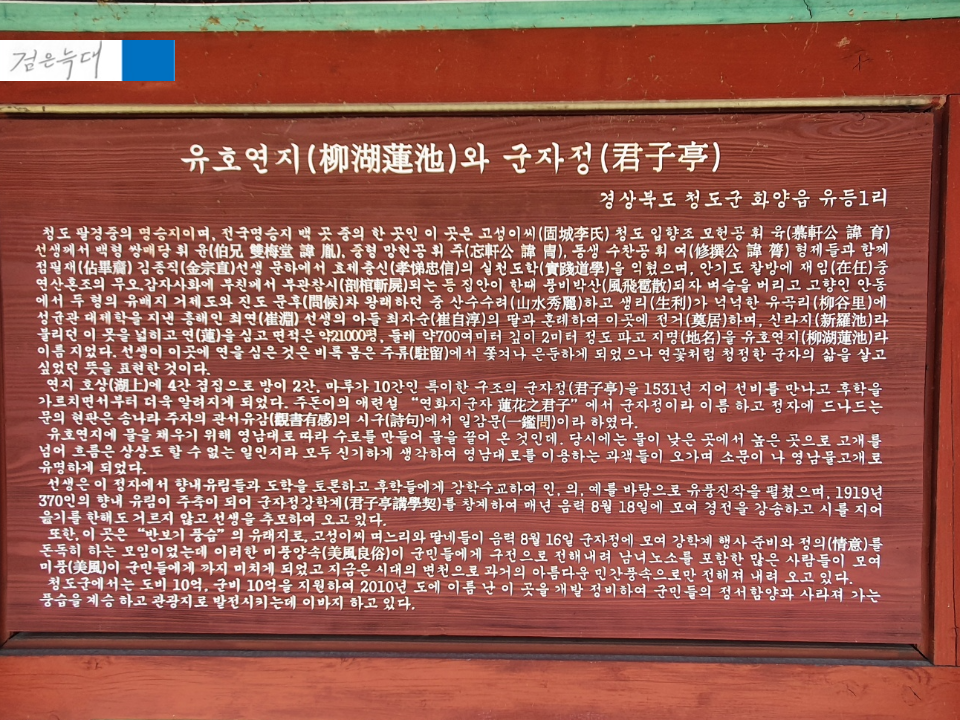 검은늑대
유호연지(柳湖蓮池)와 군자정(君子亭)
경상북도 청도군 화양읍 유등1리
청도 팔경중의 명승지이며, 전국명승지 백 곳 중의 한 곳인 이 곳은 고성이씨(固城李氏) 청도 입향조 모헌공 휘 육(慕軒公 諱 育)
선생께서 백형 쌍매당 휘 윤(伯兄 雙梅堂 諱 胤), 중형 망헌공 휘 주(忘軒公 諱 冑), 동생 수찬공 휘 여(修撰公 諱 膂) 형제들과 함께
점필재(佔畢齋) 김종직(金宗直)선생 문하에서 효제충신(孝悌忠信)의 실천도학(實踐道學)을 익혔으며, 안기도 찰방에 재임(在任)중
연산혼조의 무오,갑자사화에 부친께서 부관참시(剖棺斬屍)되는 등 집안이 한때 풍비박산(風飛雹散)되자 벼슬을 버리고 고향인 안동
에서 두 형의 유배지 거제도와 진도 문후(問候)차 왕래하던 중 산수수려(山水秀麗)하고 생리(生利)가 넉넉한 유곡리(柳谷里)에
성균관 대제학을 지낸 흥해인 최연(崔淵) 선생의 아들 최자순(崔自淳)의 딸과 혼례하여 이곳에 전거(奠居)하며, 신라지(新羅池)라
불리던 이 못을 넓히고 연(蓮)을 심고 면적은 약21000평, 둘레 약700여미터 깊이 2미터 정도 파고 지명(地名)을 유호연지(柳湖蓮池)라
이름 지었다. 선생이 이곳에 연을 심은 것은 비록 몸은 주류(駐留)에서 쫓겨나 은둔하게 되었으나 연꽃처럼 청정한 군자의 삶을 살고
싶었던 뜻을 표현한 것이다.
연지 호상(湖上)에 4간 겹집으로 방이 2간, 마루가 10간인 특이한 구조의 군자정(君子亭)을 1531년 지어 선비를 만나고 후학을
가르치면서부터 더욱 알려지게 되었다. 주돈이의 애련설 “연화지군자 蓮花之君子”에서 군자정이라 이름 하고 정자에 드나드는
문의 현판은 송나라 주자의 관서유감(觀書有感)의 시구(詩句)에서 일감문(一鑑問)이라 하였다.
유호연지에 물을 채우기 위해 영남대로 따라 수로를 만들어 물을 끌어 온 것인데, 당시에는 물이 낮은 곳에서 높은 곳으로 고개를
넘어 흐름은 상상도 할 수 없는 일인지라 모두 신기하게 생각하여 영남대로를 이용하는 과객들이 오가며 소문이 나 영남물고개로
유명하게 되었다.
선생은 이 정자에서 향내유림들과 도학을 토론하고 후학들에게 강학수교하여 인, 의, 예를 바탕으로 유풍진작을 펼쳤으며, 1919년
370인의 향내 유림이 주축이 되어 군자정강학계(君子亭講學契)를 창계하여 매년 음력 8월 18일에 모여 경전을 강송하고 시를 지어
읊기를 한해도 거르지 않고 선생을 추모하여 오고 있다.
또한, 이 곳은 “반보기 풍습”의 유래지로, 고성이씨 며느리와 딸네들이 음력 8월 16일 군자정에 모여 강학계 행사 준비와 정의(情意)를
돈독히 하는 모임이었는데 이러한 미풍양속(美風良俗)이 군민들에게 구전으로 전해내려 남녀노소를 포함한 많은 사람들이 모여
미풍(美風)이 군민들에게 까지 미치게 되었고 지금은 시대의 변천으로 과거의 아름다운 민간풍속으로만 전해져 내려 오고 있다.
청도군에서는 도비 10억, 군비 10억을 지원하여 2010년 도에 이름 난 이 곳을 개발 정비하여 군민들의 정서함양과 사라져 가는
풍습을 계승 하고 관광지로 발전시키는데 이바지 하고 있다.